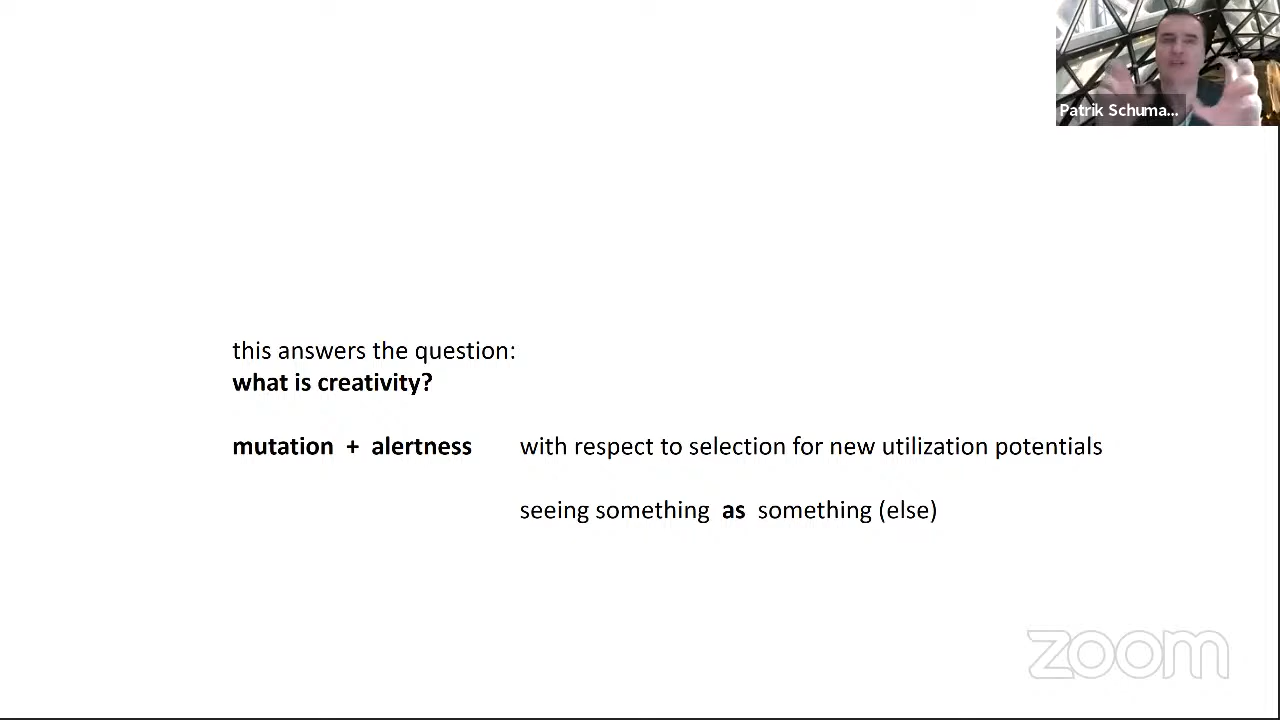 Patrik Schuma...
this answers the question:
what is creativity?
mutation + alertness with respect to selection for new utilization potentials
seeing something as something (else)
zoom